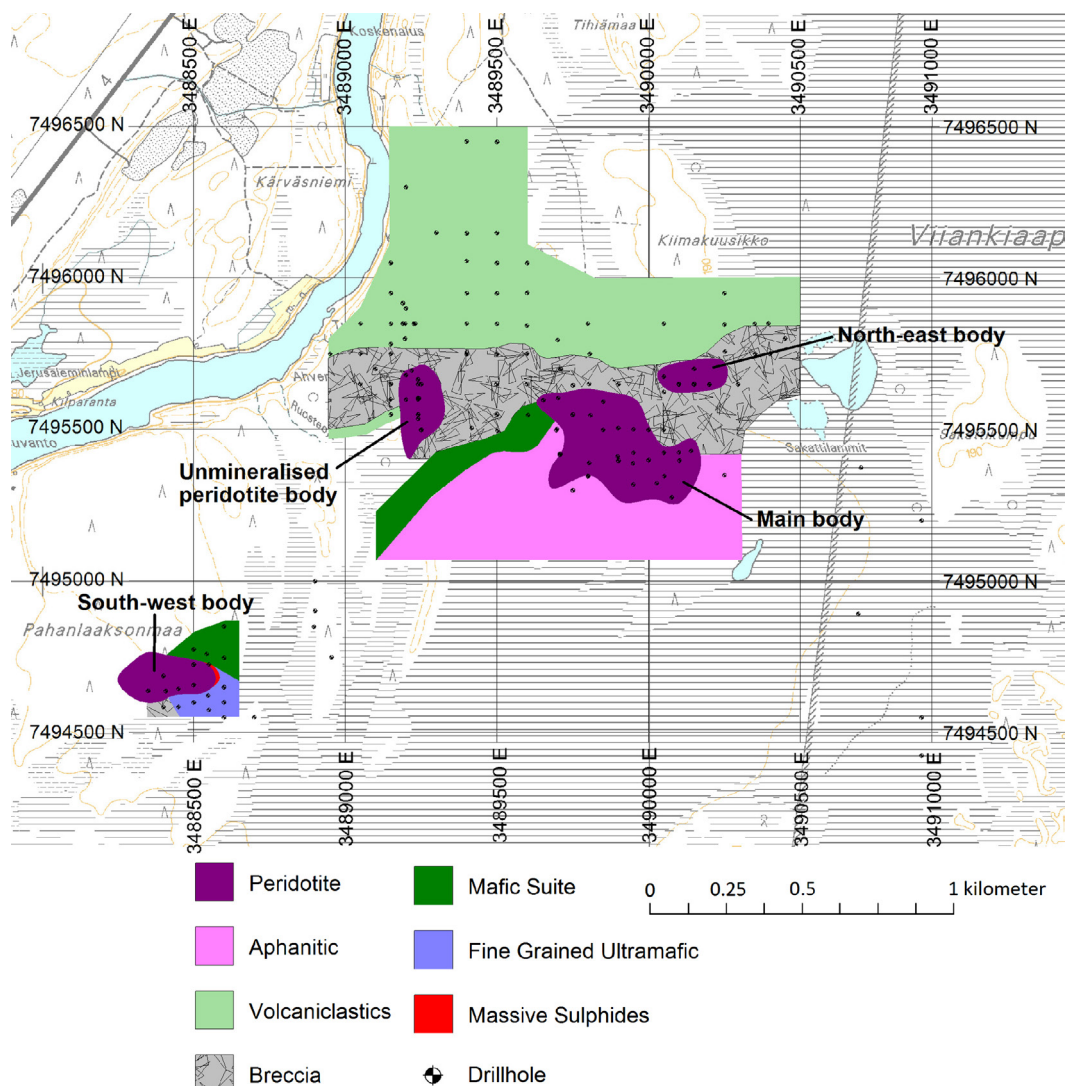 Koskenalus
Tihiämaa
4
3488500 E
3489000 E
3489500 E
3490000 E
3490500 E
3491000 E
7496500 N
7496500 N
Kärväsniemi
Kiimakuusikko
Viiankiaap
7496000 N
7496000 N
North-east body
Jerusaleminlampi
Kiiparanta
7495500 N
7495500 N
Sakattilammit
Unmineralised
peridotite body
Main body
7495000 N
7495000 N
South-west body
Pahanlaaksonmaa
7494500 N
7494500 N
3488500 E
3489000 E
3489500 E
3490000 E
3490500 E
3491000 E
Peridotite
Mafic Suite
0 0.25 0.5 1 kilometer
Aphanitic
Fine Grained Ultramafic
Volcaniclastics
Massive Sulphides
Breccia
Drillhole